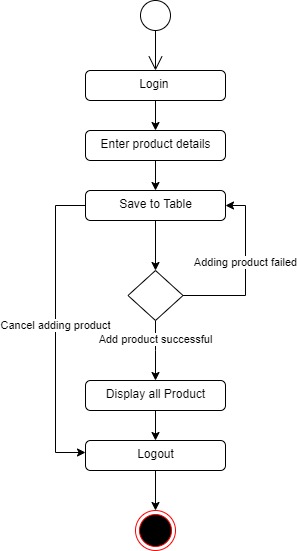 Login
Enter product details
Save to Table
Adding product failed
Cancel adding product
Add product successful
Display all Product
Logout